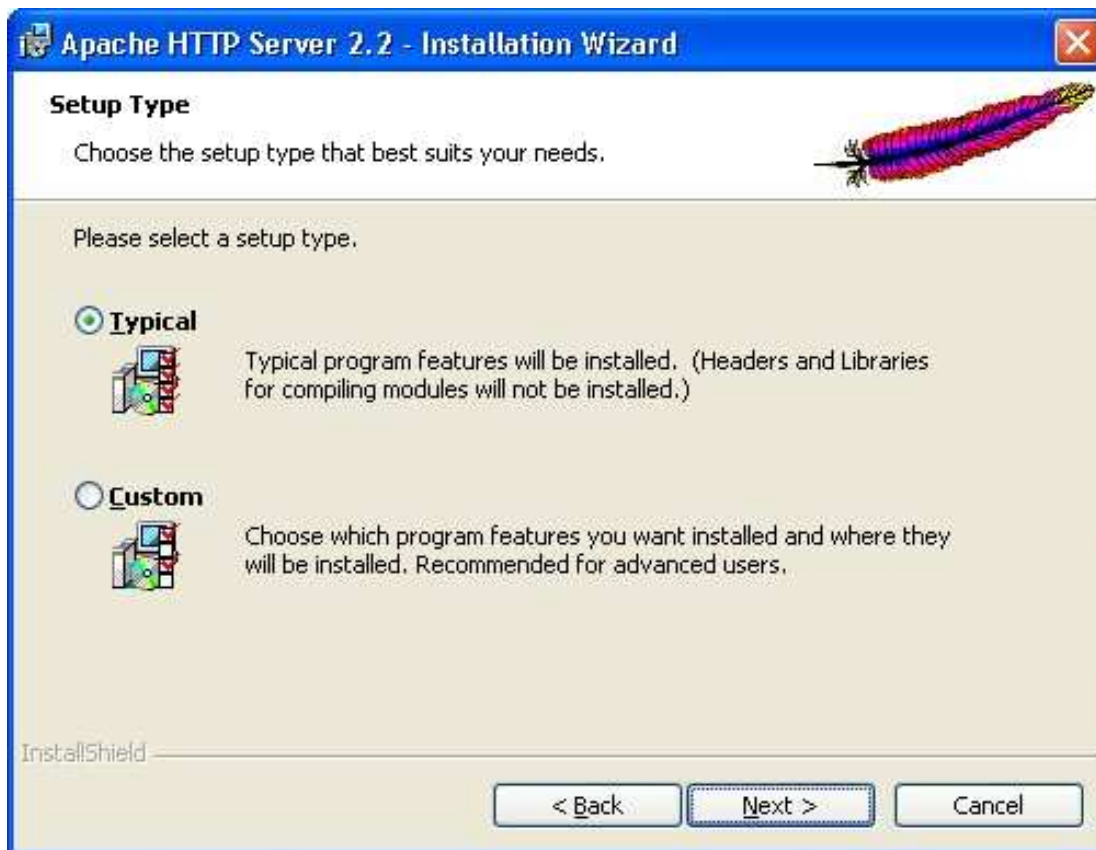 Apache HTTP Server 2.2 - Installation Wizard
Setup Type
Choose the setup type that best suits your needs.
Please select a setup type.
Typical
Typical program features will be installed. (Headers and Libraries
for compiling modules will not be installed.)
Custom
Choose which program features you want installed and where they
will be installed. Recommended for advanced users.
InstallShield
< Back
Next >
Cancel